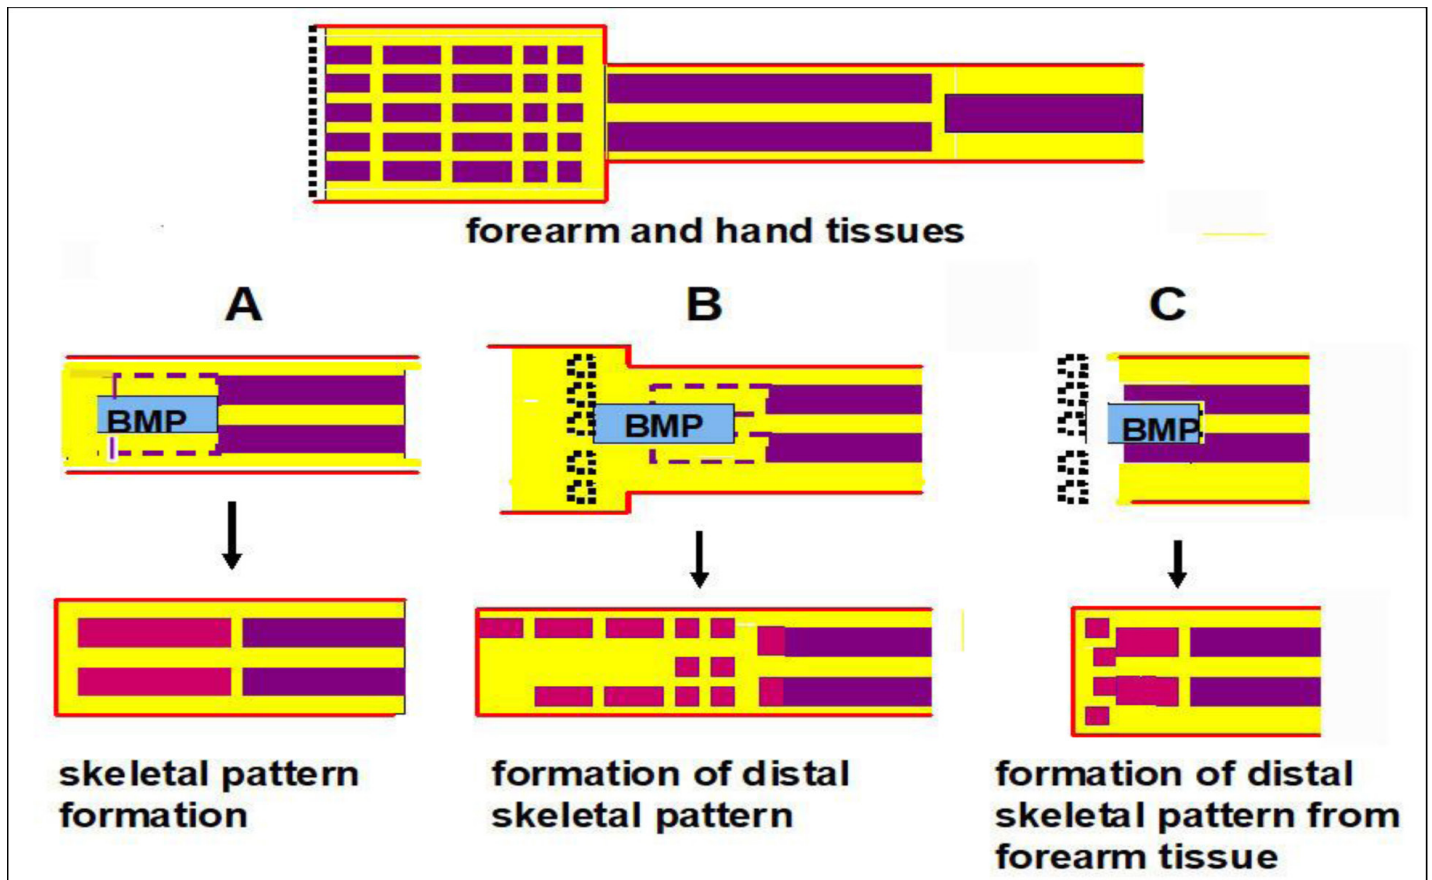 forearm and hand tissues
A
B
C
BMP
BMP
BMP
skeletal pattern
formation
formation of distal
skeletal pattern
formation of distal
skeletal pattern from
forearm tissue